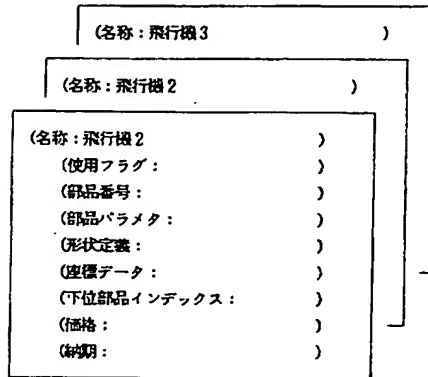 (名称：飛行機3 )
(名称：飛行機2 )
(名称：飛行機2 )
(使用フラグ： )
(部品番号： )
(部品パラメタ： )
(形状定義： )
(座標データ： )
(下位部品インデックス： )
(価格： )
(納期： )